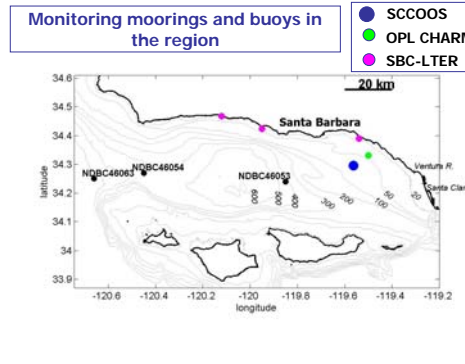 Monitoring moorings and buoys in
the region
SCCOOS
OPL CHARM
SBC-LTER
20 km
Santa Barbara
NDBC46063
NDBC46054
NDBC46053
Ventura R.
Santa Clar
600
500
400
300
200
100
50
20
34.6
34.5
34.4
34.3
34.2
34.1
34
33.9
latitude
-120.6
-120.4
-120.2
-120
-119.8
-119.6
-119.4
-119.2
longitude